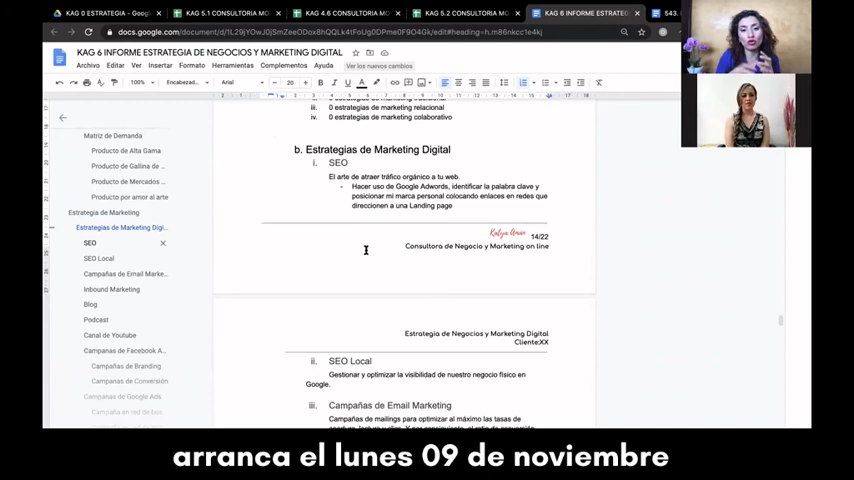 KAG 0 ESTRATEGIA - Google
KAG 5.1 CONSULTORIA MO
KAG 4.6 CONSULTORIA MO
KAG 5.2 CONSULTORIA MO
KAG 6 INFORME ESTRATEG
543.
KAG 6 INFORME ESTRATEGIA DE NEGOCIOS Y MARKETING DIGITAL
Archivo Editar Ver Insertar Formato Herramientas Complementos Ayuda Ver los nuevos cambios
100% Encabezad... Arial 20
Matriz de Demanda
Producto de Alta Gama
Producto de Gallina de ...
Producto de Mercados ...
Producto por amor al arte
Estrategia de Marketing
Estrategias de Marketing Digi...
SEO
SEO Local
Campañas de Email Marke...
Inbound Marketing
Blog
Podcast
Canal de Youtube
Campanas de Facebook A...
Campañas de Branding
Campañas de Conversión
Campañas de Google Ads
Campaña en red de bús...
iii. 0 estrategias de marketing relacional
iv. 0 estrategias de marketing colaborativo
b. Estrategias de Marketing Digital
i. SEO
El arte de atraer tráfico orgánico a tu web.
- Hacer uso de Google Adwords, identificar la palabra clave y
posicionar mi marca personal colocando enlaces en redes que
direccionen a una Landing page
14/22
Consultora de Negocio y Marketing on line
Estrategia de Negocios y Marketing Digital
Cliente:XX
ii. SEO Local
Gestionar y optimizar la visibilidad de nuestro negocio físico en
Google.
iii. Campañas de Email Marketing
Campañas de mailings para optimizar al máximo las tasas de
arranca el lunes 09 de noviembre